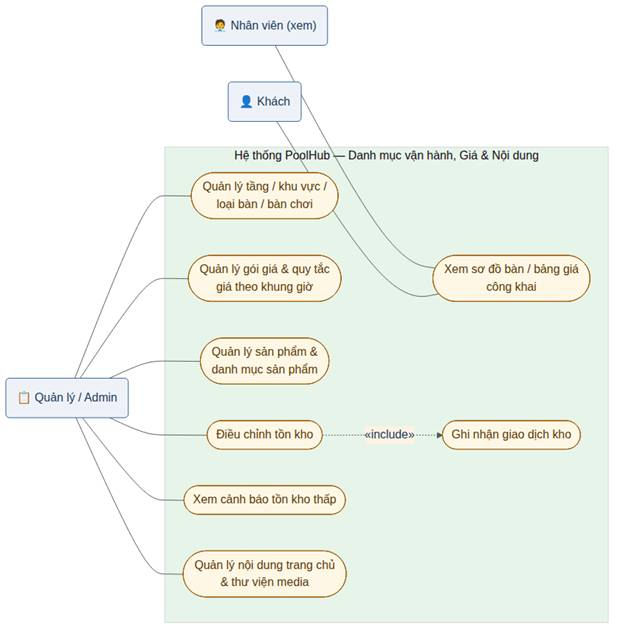 Nhân viên (xem)
Khách
Hệ thống PoolHub — Danh mục vận hành, Giá & Nội dung
Quản lý tầng / khu vực /
loại bàn / bàn chơi
Quản lý gói giá & quy tắc
giá theo khung giờ
Xem sơ đồ bàn / bảng giá
công khai
Quản lý sản phẩm &
danh mục sản phẩm
Quản lý / Admin
Điều chỉnh tồn kho
«include»
Ghi nhận giao dịch kho
Xem cảnh báo tồn kho thấp
Quản lý nội dung trang chủ
& thư viện media